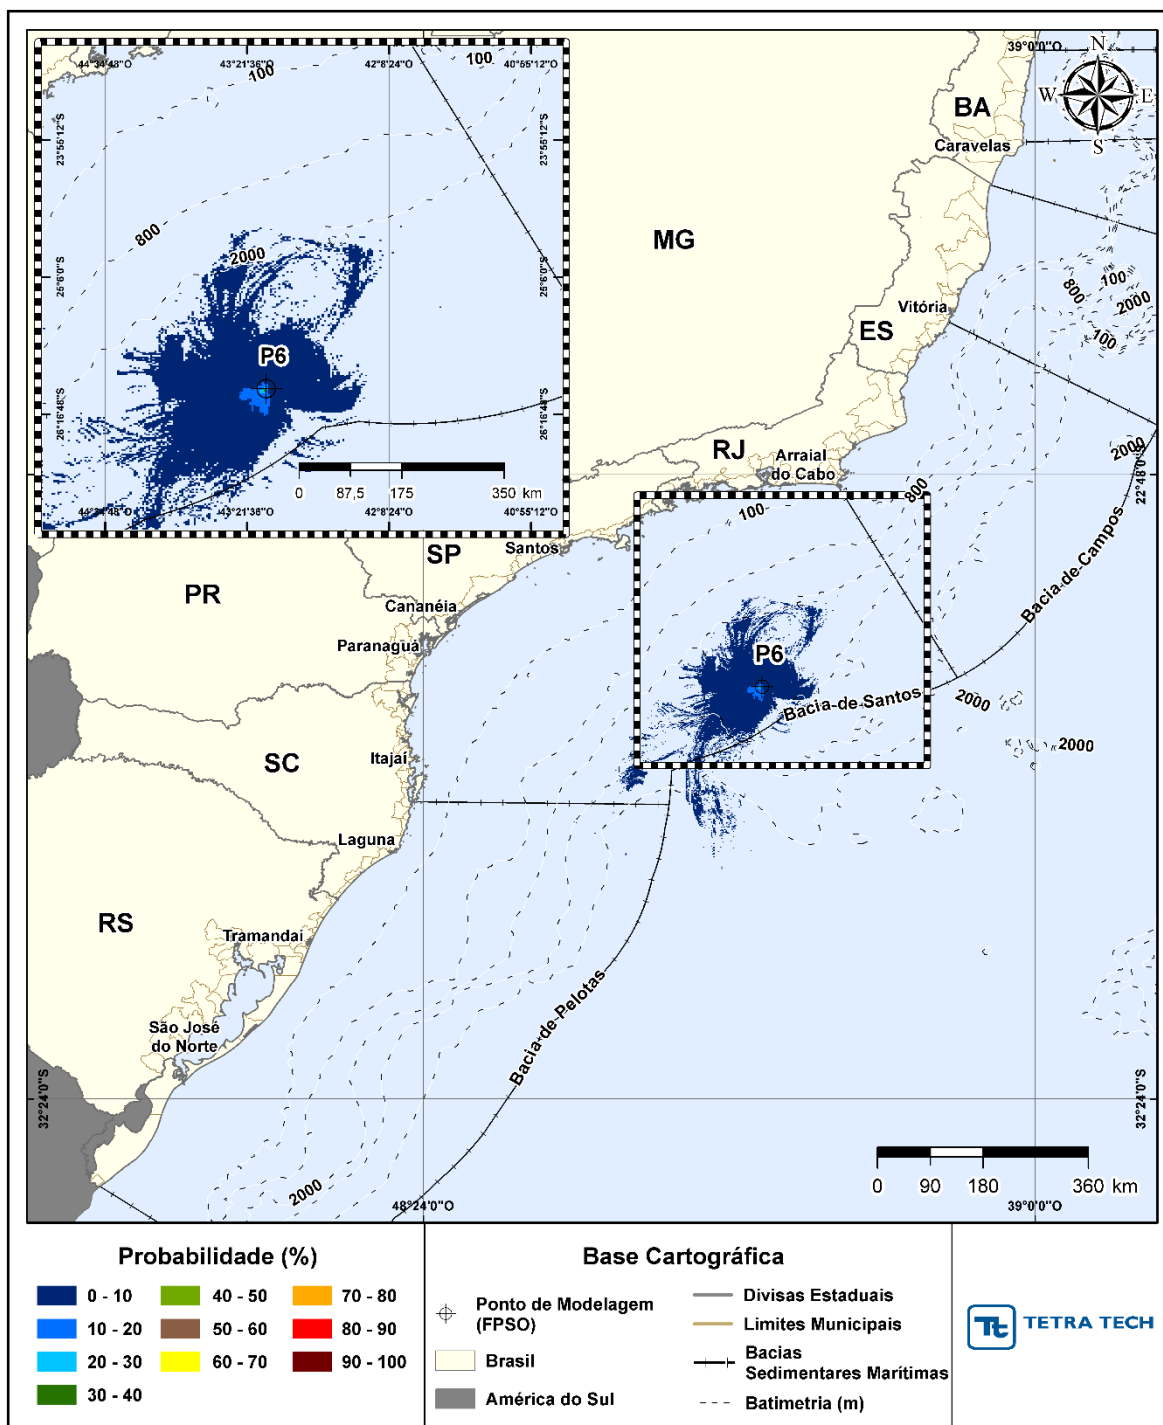 44°34'48"O
43°21'36"O
42°8'24"O
40°55'12"O
100
100
23°55'12"S
23°55'12"S
800
2000
25°6'0"S
25°6'0"S
P6
26°16'48"S
26°16'48"S
0 87,5 175 350 km
44°34'48"O
43°21'36"O
42°8'24"O
40°55'12"O
39°0'0"O
N
W
E
S
BA
Caravelas
MG
800
100
2000
100
Vitória
ES
RJ
Arraial
do Cabo
2000
22°48'0"S
800
100
Bacia de Campos
SP
Santos
PR
Cananéia
Paranaguá
P6
Bacia de Santos
2000
2000
SC
Itajaí
Laguna
RS
Tramandaí
Bacia de Pelotas
São José
do Norte
32°24'0"S
32°24'0"S
2000
48°24'0"O
39°0'0"O
0 90 180 360 km
Probabilidade (%)
0 - 10
10 - 20
20 - 30
30 - 40
40 - 50
50 - 60
60 - 70
70 - 80
80 - 90
90 - 100
Base Cartográfica
Ponto de Modelagem
(FPSO)
Brasil
América do Sul
Divisas Estaduais
Limites Municipais
Bacias
Sedimentares Marítimas
Batimetria (m)
Tt
TETRA TECH